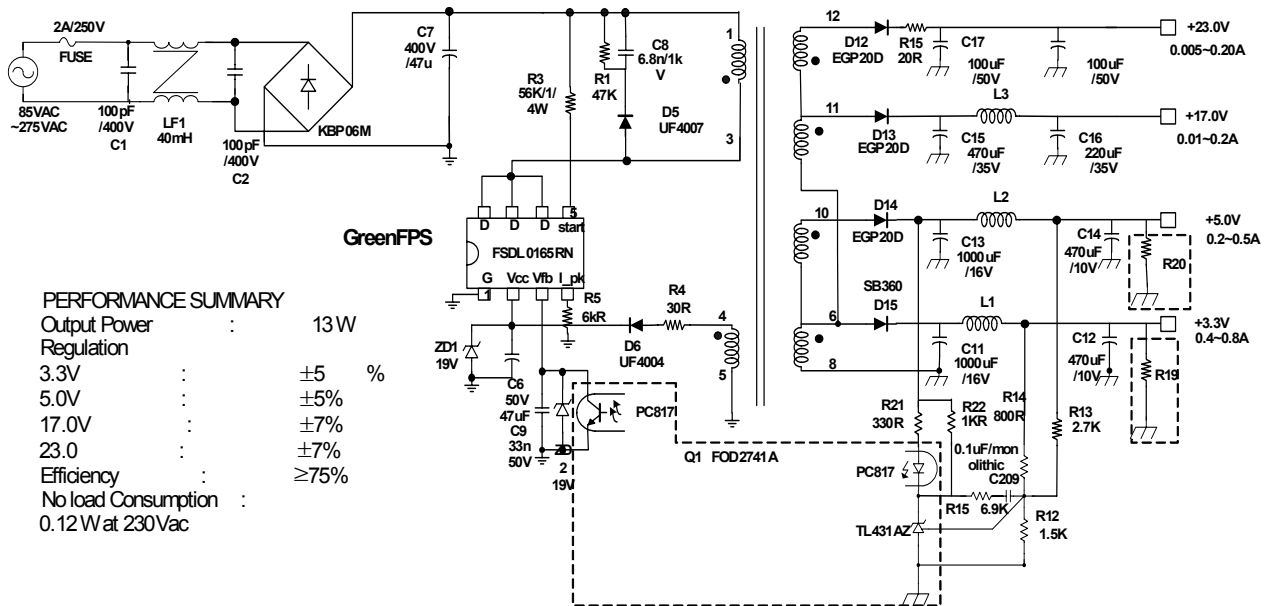 2A/250V
FUSE
85VAC
~275VAC
100pF
/400V
C1
LF1
40mH
100pF
/400V
C2
KBP06M
C7
400V
/47u
R3
56K/1/
4W
R1
47K
C8
6.8n/1k
V
D5
UF4007
1
3
12
D12
EGP20D
R15
20R
C17
100uF
/50V
100uF
/50V
+23.0V
0.005~0.20A
11
D13
EGP20D
L3
C15
470uF
/35V
C16
220uF
/35V
+17.0V
0.01~0.2A
10
D14
EGP20D
L2
C13
1000uF
/16V
C14
470uF
/10V
R20
+5.0V
0.2~0.5A
6
SB360
D15
L1
8
C11
1000uF
/16V
C12
470uF
/10V
R19
+3.3V
0.4~0.8A
GreenFPS
D D D 5
start
FSDL0165RN
G Vcc Vfb I_pk
1
R5
6kR
R4
30R
4
5
D6
UF4004
ZD1
19V
C6
50V
47uF
C9
33n
50V
ZD
2
19V
PC817
Q1 FOD2741A
R21
330R
R22
1KR
R14
800R
R13
2.7K
0.1uF/mon
olithic
C209
PC817
R15
6.9K
TL431AZ
R12
1.5K
PERFORMANCE SUMMARY
Output Power : 13W
Regulation
3.3V : ±5 %
5.0V : ±5%
17.0V : ±7%
23.0 : ±7%
Efficiency : ≥75%
No load Consumption :
0.12 W at 230Vac